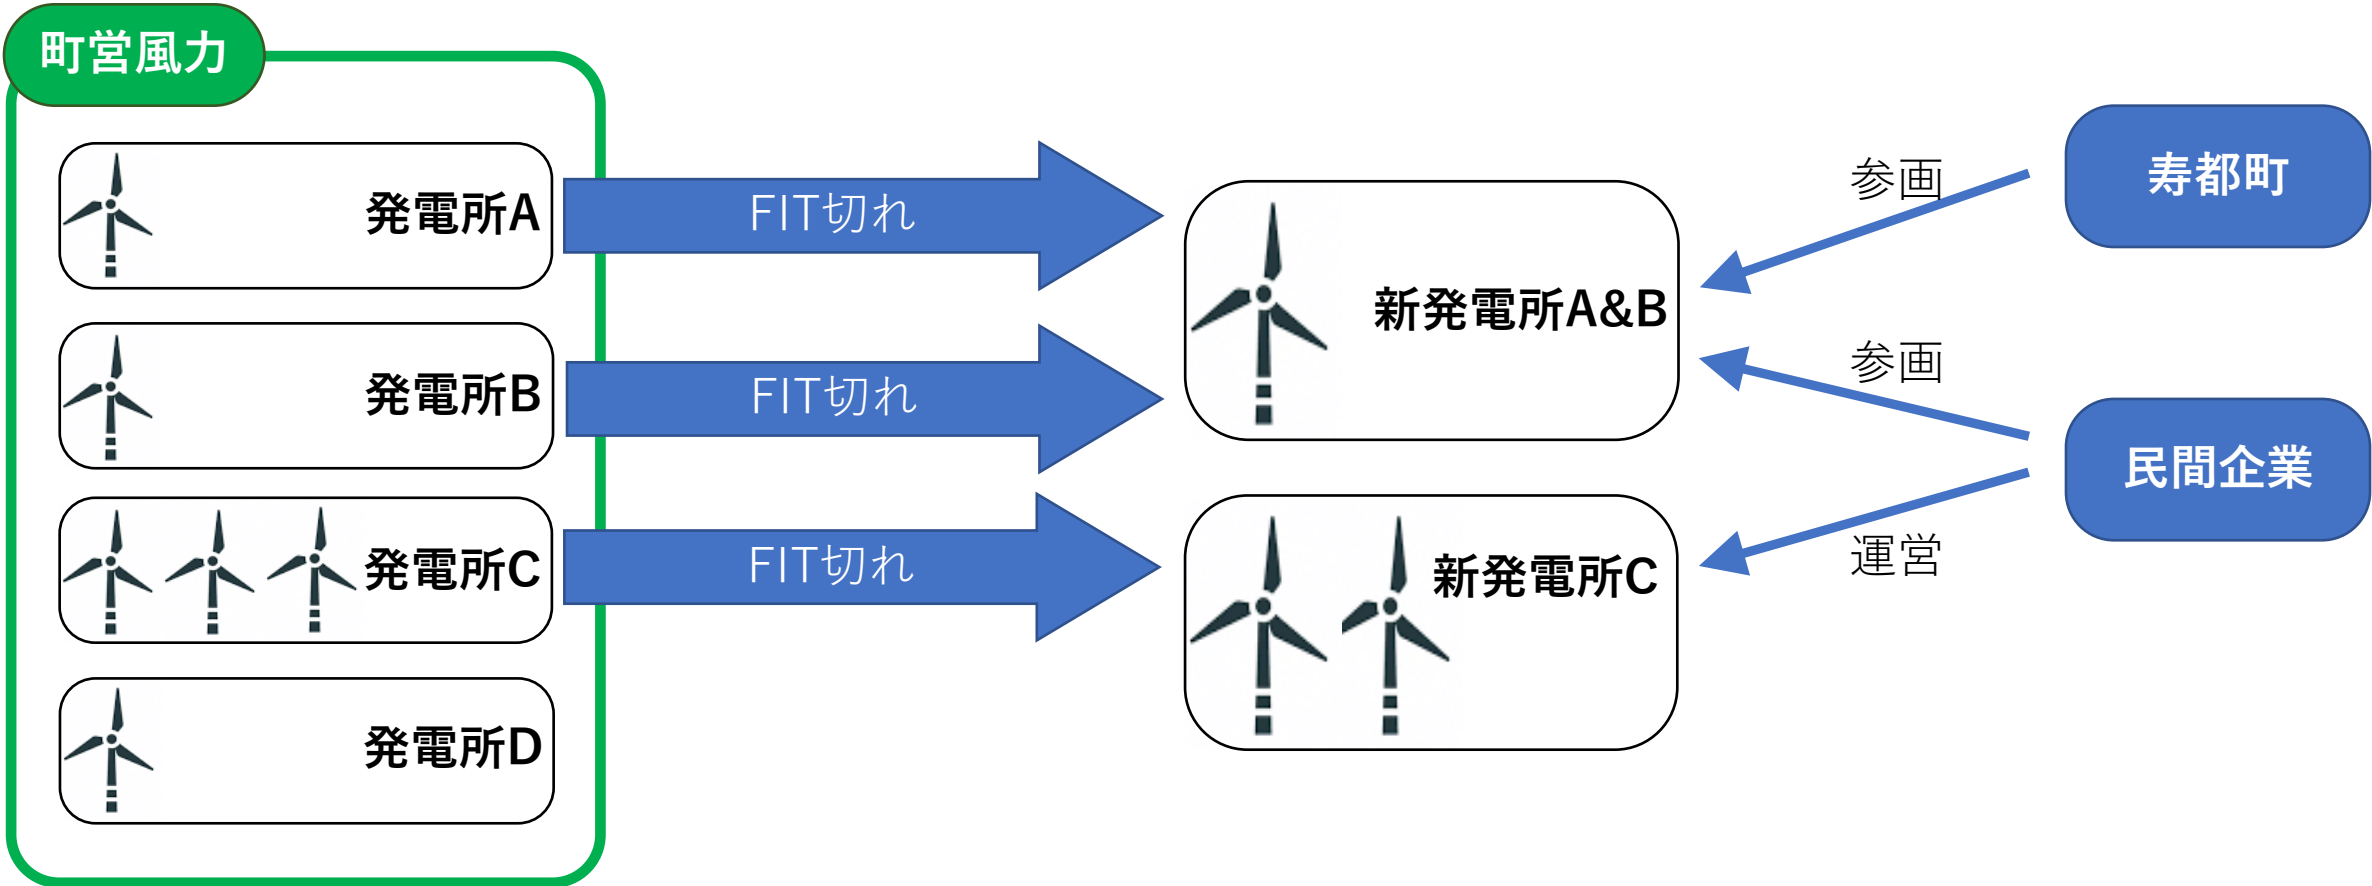 町営風力
発電所A
発電所B
発電所C
発電所D
FIT切れ
FIT切れ
FIT切れ
新発電所A&B
新発電所C
参画
参画
運営
寿都町
民間企業